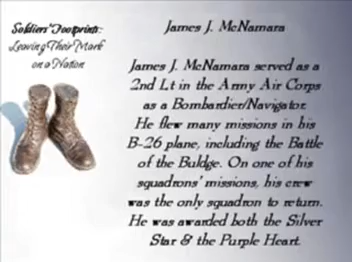 Soldiers' Footprints:
Leaving Their Mark
on a Nation
James J. McNamara
James J. McNamara served as a
2nd Lt in the Army Air Corps
as a Bombardier/Navigator.
He flew many missions in his
B-26 plane, including the Battle
of the Buldge. On one of his
squadrons' missions, his crew
was the only squadron to return.
He was awarded both the Silver
Star & the Purple Heart.